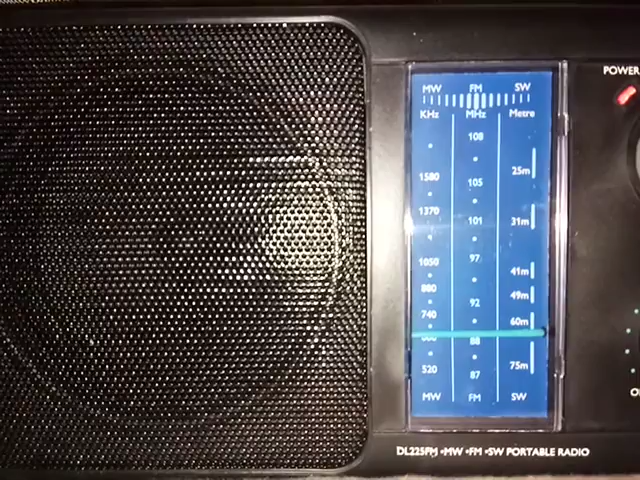 MW FM SW
KHz MHz Metre
108
25m
1580 105
1370 101 31m
1050 97 41m
880 92 49m
740 60m
88
520 87 75m
MW FM SW
DL225FM •MW •FM •SW PORTABLE RADIO
POWER